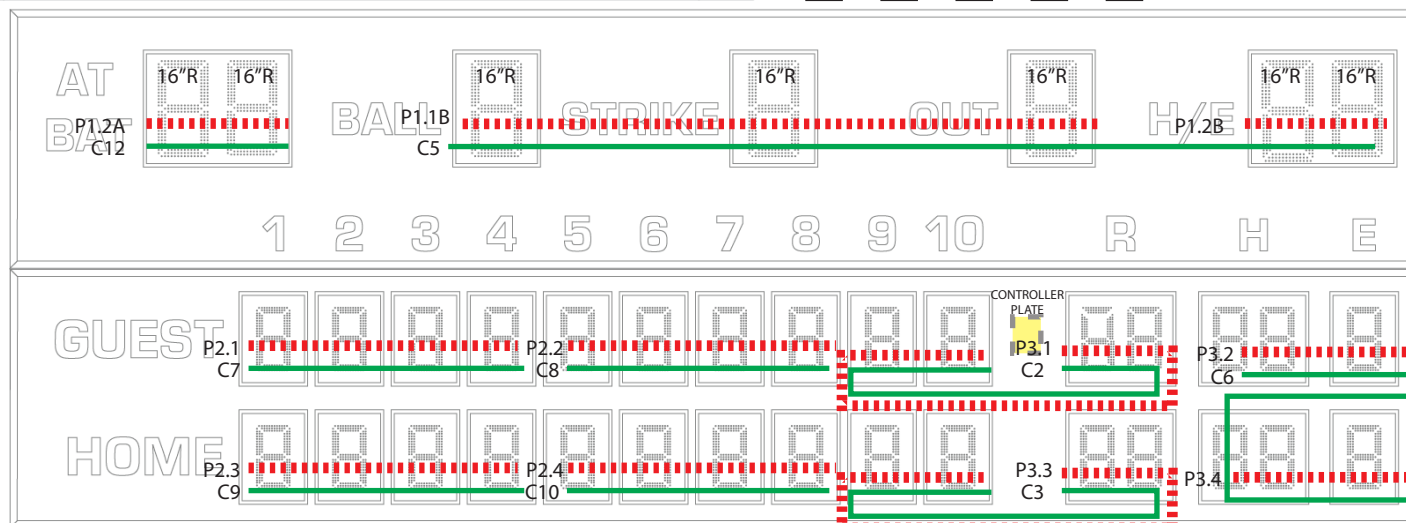 AT
BAT
16”R 16”R
P1.2A
C12
BALL
16”R
P1.1B
C5
STRIKE
16”R
OUT
16”R
H/E
16”R 16”R
P1.2B
1 2 3 4 5 6 7 8 9 10 R H E
CONTROLLER
PLATE
GUEST
P2.1 P2.2 P3.1 P3.2
C7 C8 C2 C6
HOME
P2.3 P2.4 P3.3 P3.4
C9 C10 C3